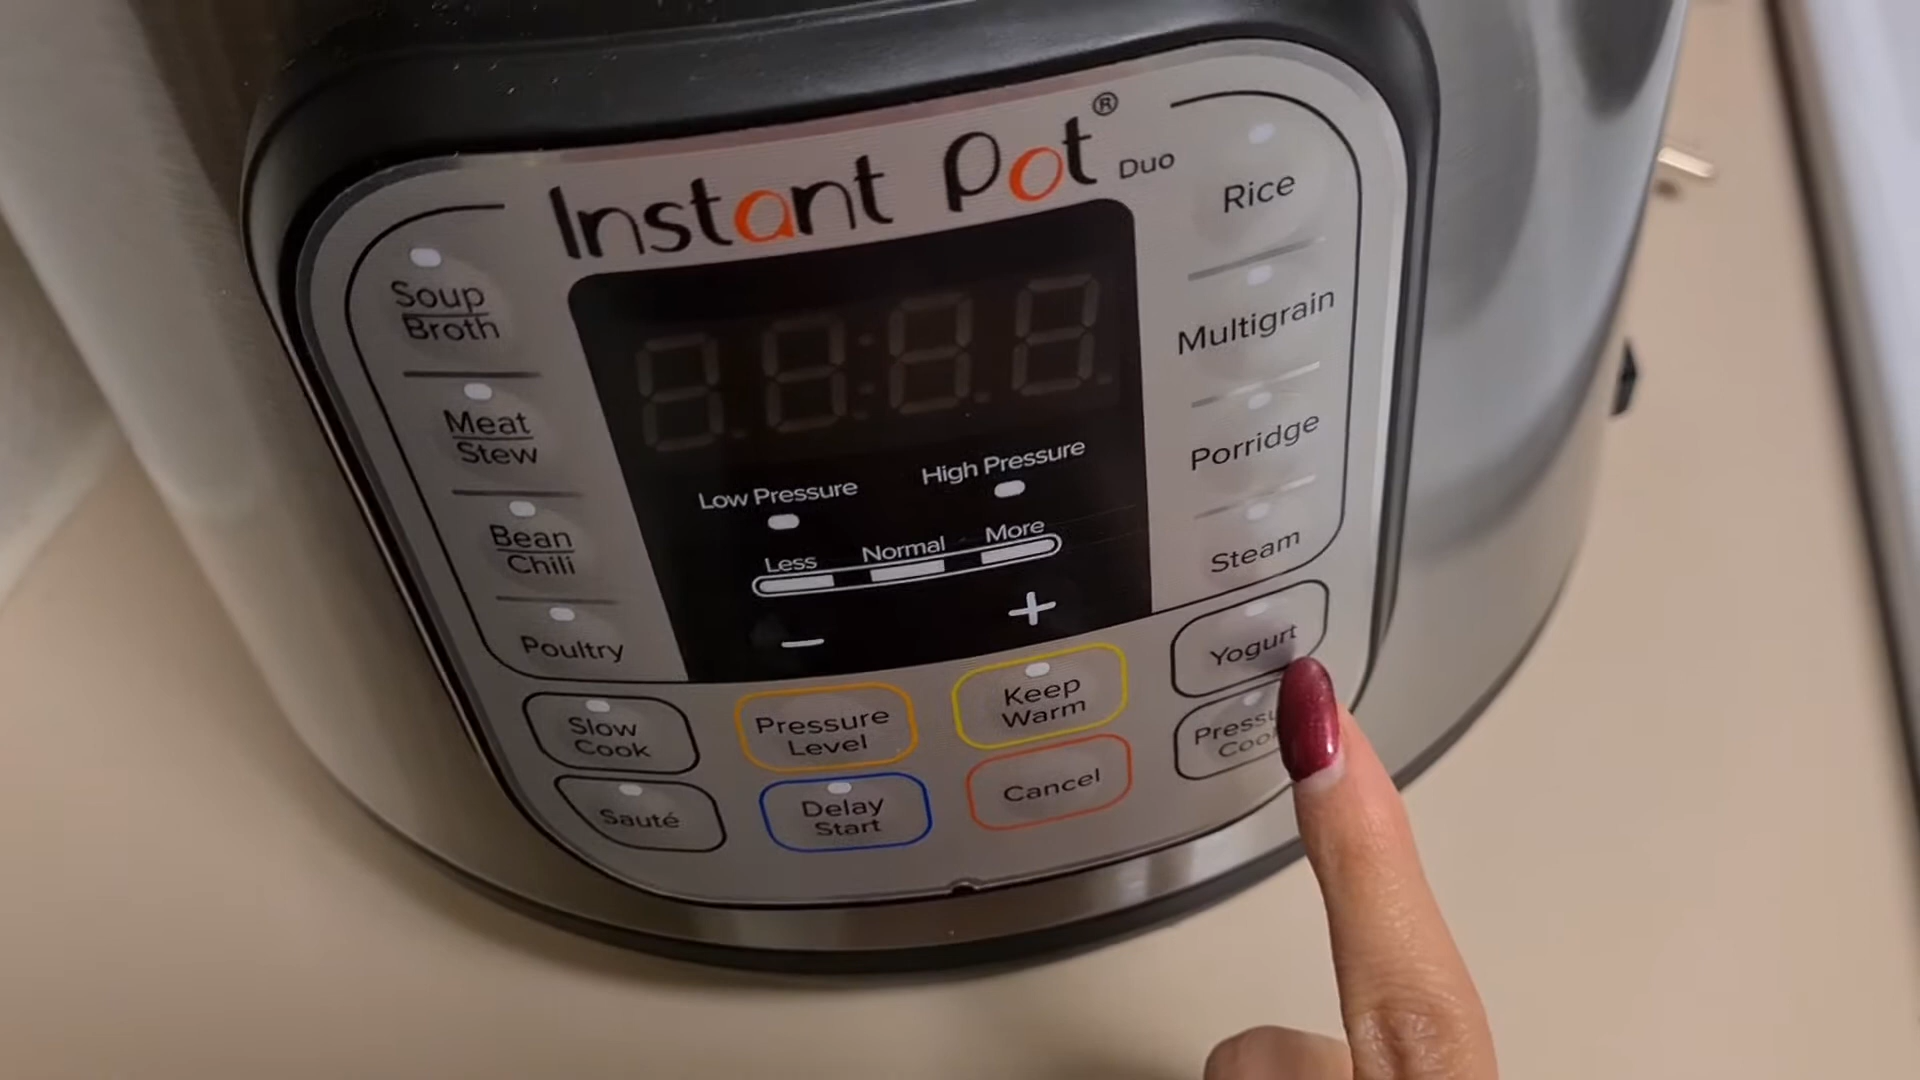 Instant Pot® Duo
Soup
Broth
Meat
Stew
Bean
Chili
Poultry
Low Pressure
High Pressure
Less Normal More
- +
Rice
Multigrain
Porridge
Steam
Slow
Cook
Sauté
Pressure
Level
Delay
Start
Keep
Warm
Cancel
Yogurt